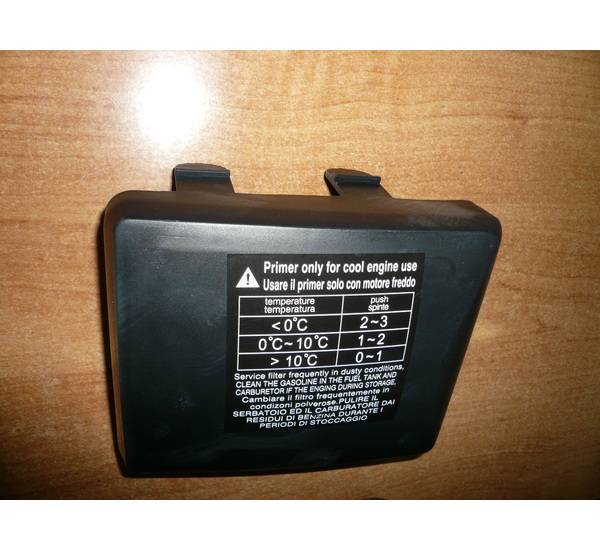 Primer only for cool engine use
Usare il primer solo con motore freddo
temperature push
temperatura spinte
<0°C 2~3
0°C~10°C 1~2
>10°C 0~1
Service filter frequently in dusty conditions,
CLEAN THE GASOLINE IN THE FUEL TANK AND
CARBURETOR IF THE ENGING DURING STORAGE.
Cambiare il filtro frequentemente in
condizoni polverose.PULIRE IL
SERBATOIO ED IL CARBURATORE DAI
RESIDUI DI BENZINA DURANTE I
PERIODI DI STOCCAGGIO